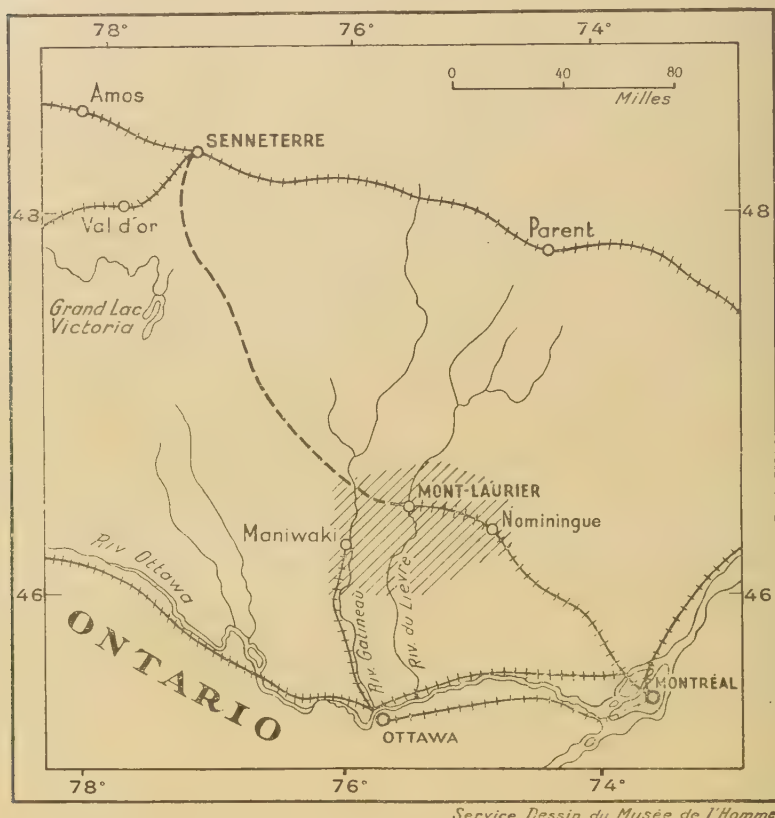 78° 76° 74°
0 40 80
Milles
Amos
SENNETERRE
48 48
Val d'or
Parent
Grand Lac
Victoria
MONT-LAURIER
Nominingue
Maniwaki
Riv. Ottawa
Riv. du Lièvre
Riv. Gatineau
46 46
ONTARIO
MONTRÉAL
OTTAWA
78° 76° 74°
Service Dessin du Musée de l'Homme